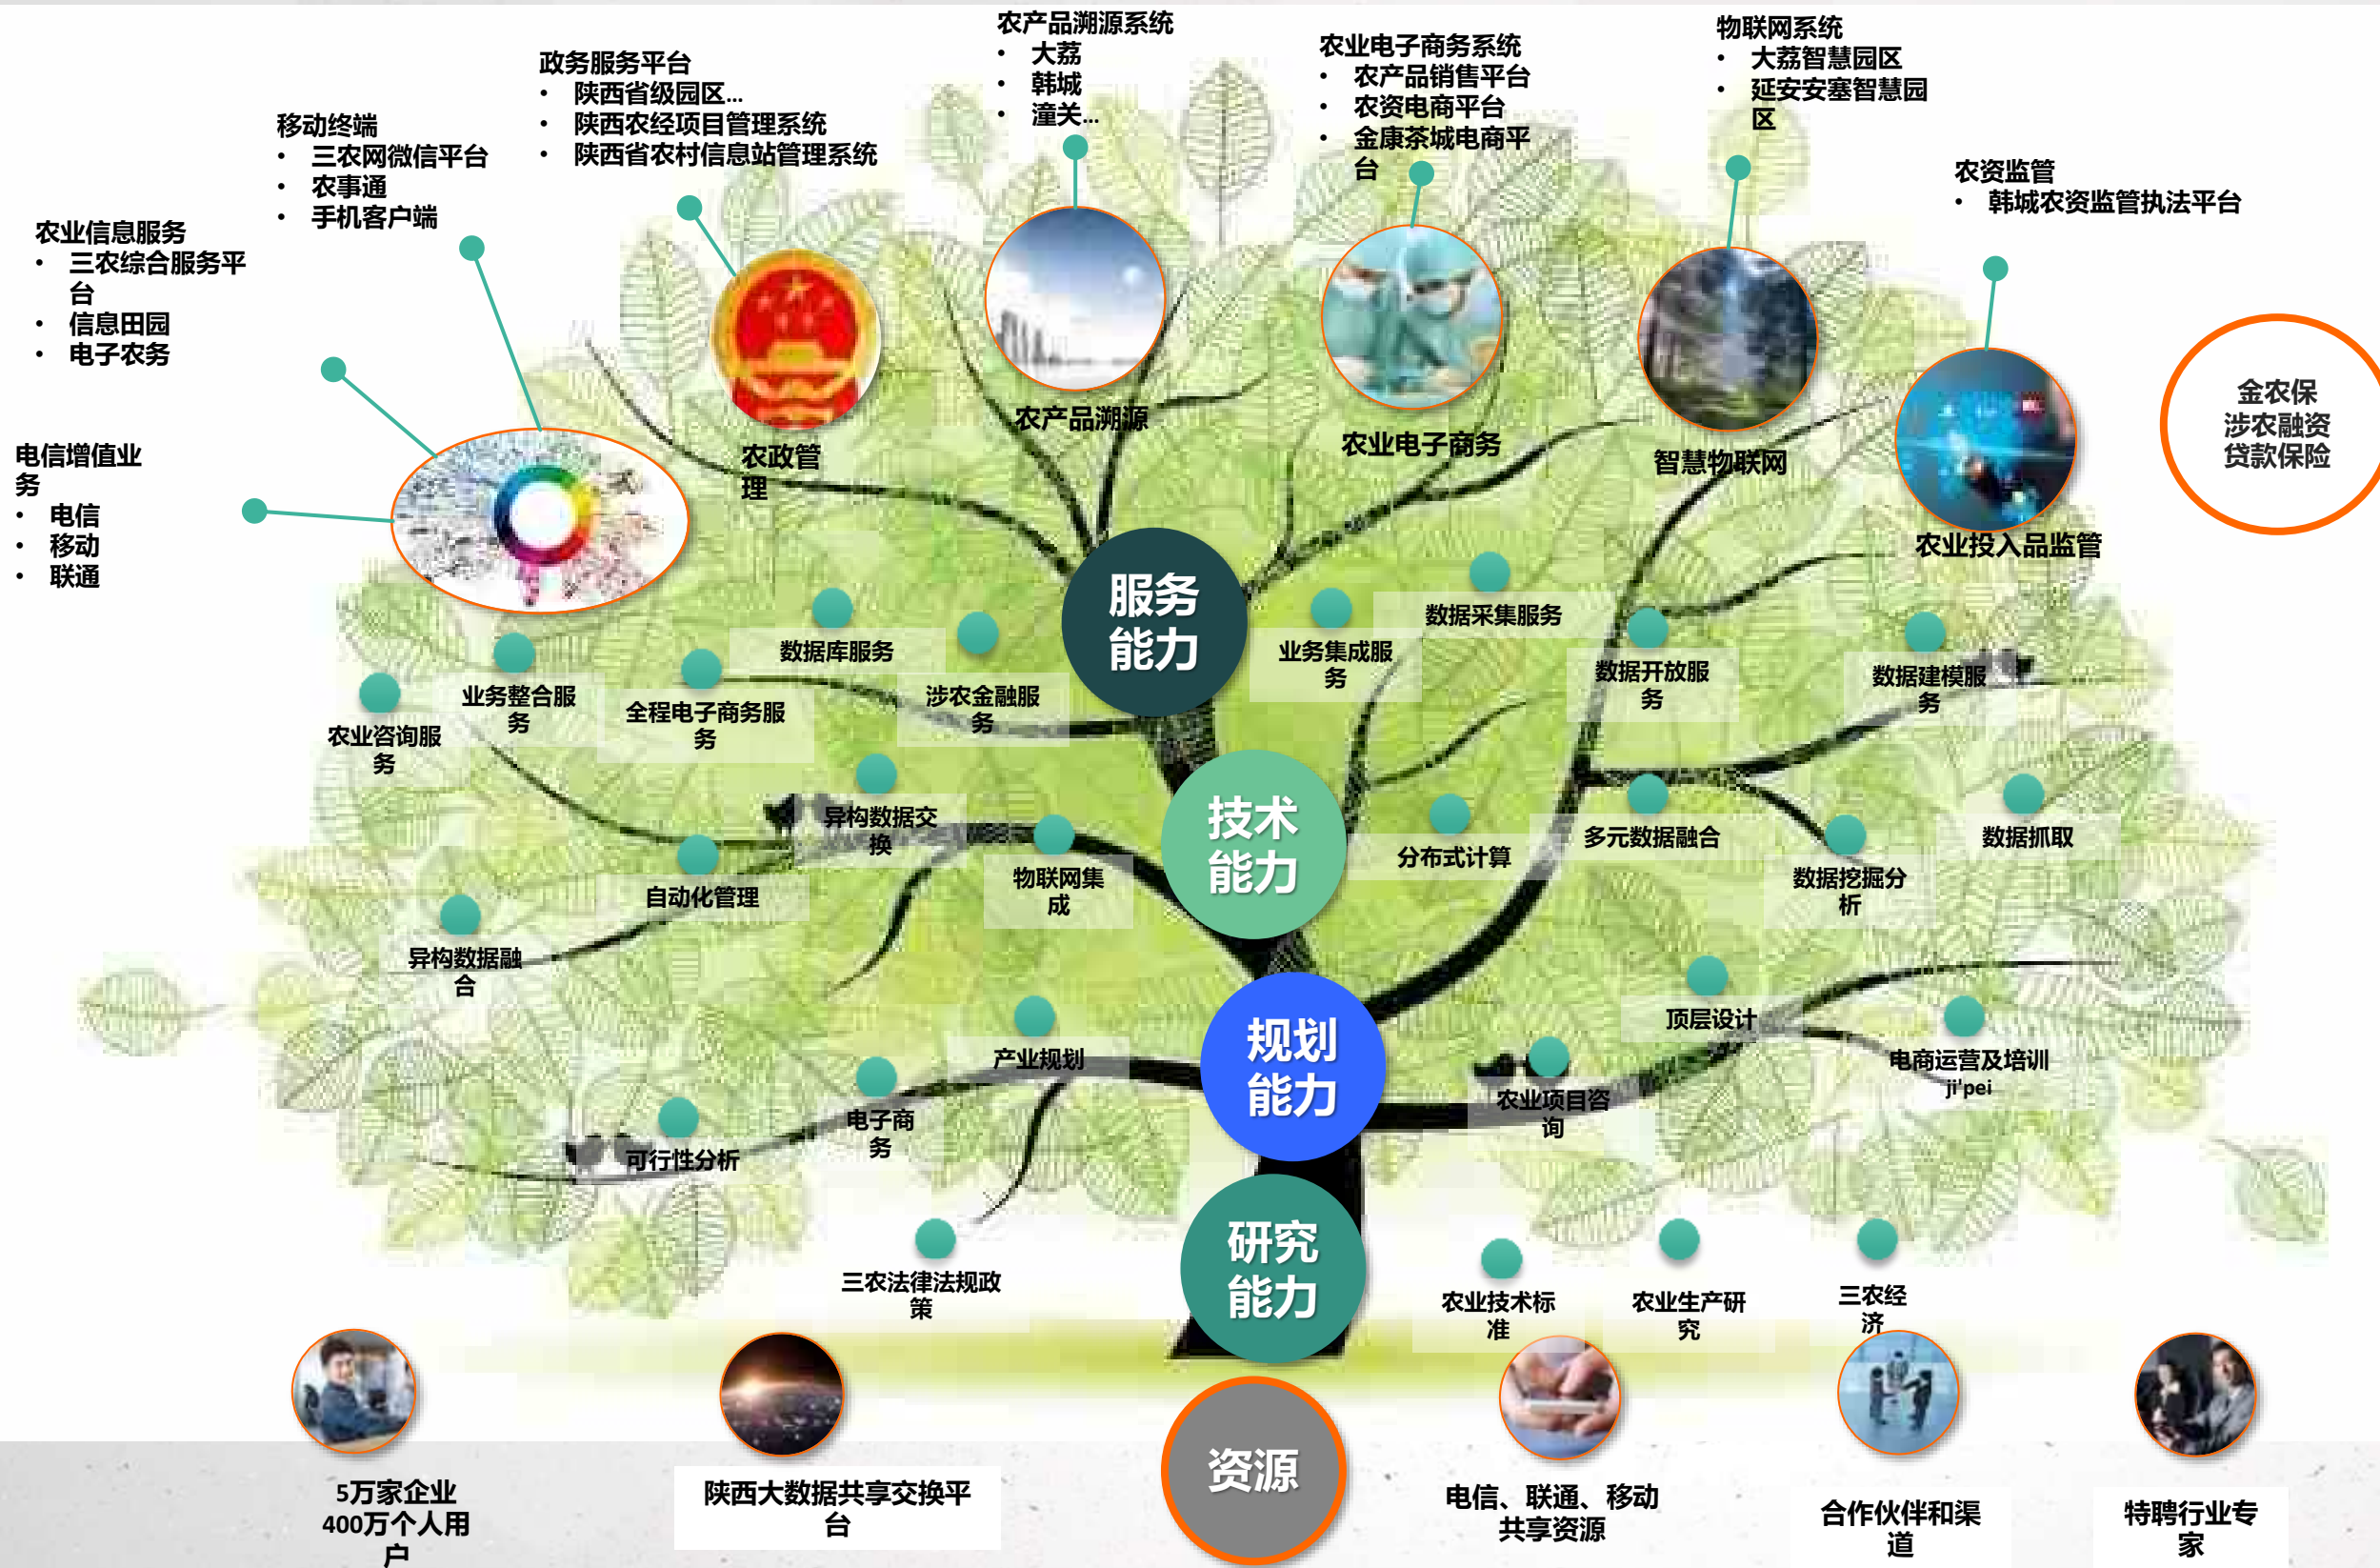 农产品溯源系统
• 大荔
• 韩城
• 潼关...
物联网系统
• 大荔智慧园区
• 延安安塞智慧园
区
农业电子商务系统
• 农产品销售平台
• 农资电商平台
• 金康茶城电商平
台
政务服务平台
• 陕西省级园区...
• 陕西农经项目管理系统
• 陕西省农村信息站管理系统
移动终端
• 三农网微信平台
• 农事通
• 手机客户端
农资监管
• 韩城农资监管执法平台
农业信息服务
• 三农综合服务平
台
• 信息田园
• 电子农务
电信增值业
务
• 电信
• 移动
• 联通
金农保
涉农融资
贷款保险
农政管
理
农产品溯源
农业电子商务
智慧物联网
农业投入品监管
服务
能力
数据库服务
业务集成服
务
数据采集服务
数据开放服
务
数据建模服
务
农业咨询服
务
业务整合服
务
全程电子商务服
务
涉农金融服
务
技术
能力
异构数据交
换
物联网集
成
自动化管理
异构数据融
合
分布式计算
多元数据融合
数据挖掘分
析
数据抓取
规划
能力
产业规划
电子商
务
可行性分析
顶层设计
农业项目咨
询
电商运营及培训
ji'pei
研究
能力
三农法律法规政
策
农业技术标
准
农业生产研
究
三农经
济
资源
5万家企业
400万个人用
户
陕西大数据共享交换平
台
电信、联通、移动
共享资源
合作伙伴和渠
道
特聘行业专
家